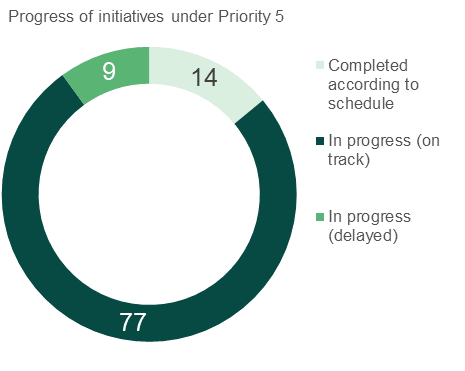 Progress of initiatives under Priority 5
9
14
Completed
according to
schedule
In progress (on
track)
In progress
(delayed)
77